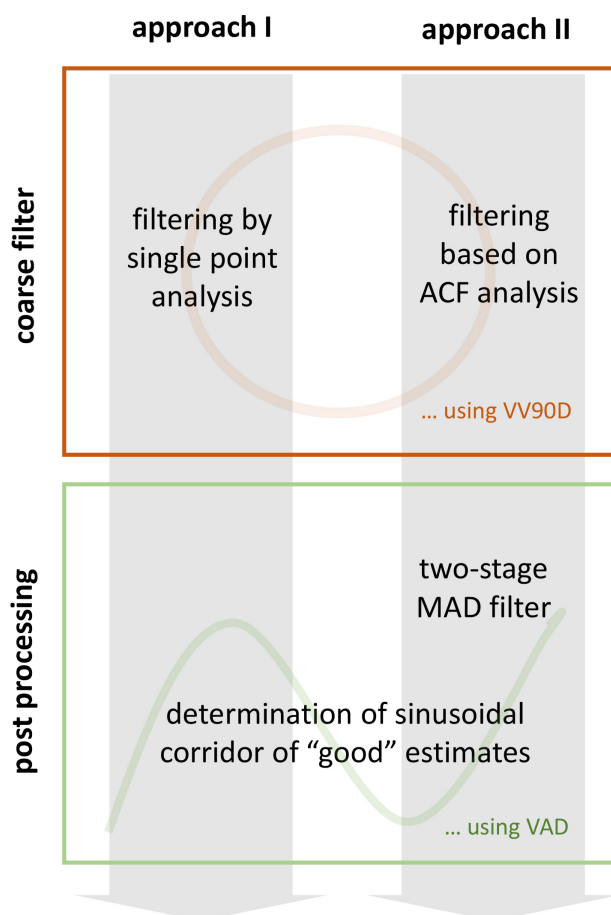 approach I
approach II
coarse filter
filtering by
single point
analysis
filtering
based on
ACF analysis
... using VV90D
post processing
two-stage
MAD filter
determination of sinusoidal
corridor of “good” estimates
... using VAD